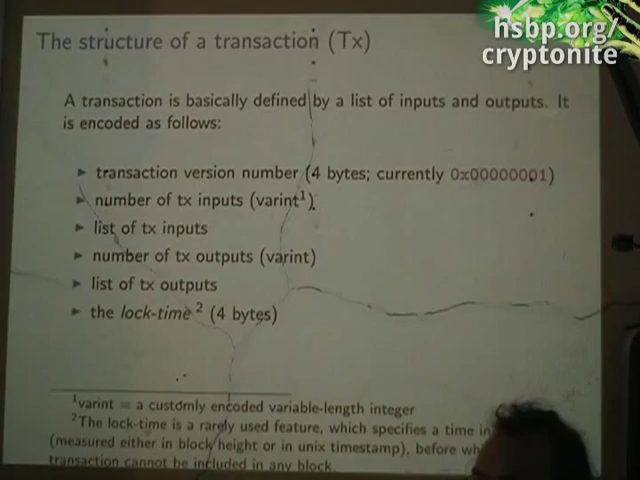 hsbp.org/
cryptonite
The structure of a transaction (Tx)
A transaction is basically defined by a list of inputs and outputs. It
is encoded as follows:
► transaction version number (4 bytes; currently 0x00000001)
► number of tx inputs (varint¹)
► list of tx inputs
► number of tx outputs (varint)
► list of tx outputs
► the lock-time ² (4 bytes)
¹varint = a customly encoded variable-length integer
²The lock-time is a rarely used feature, which specifies a time in
(measured either in block height or in unix timestamp), before
transaction cannot be included in any block.